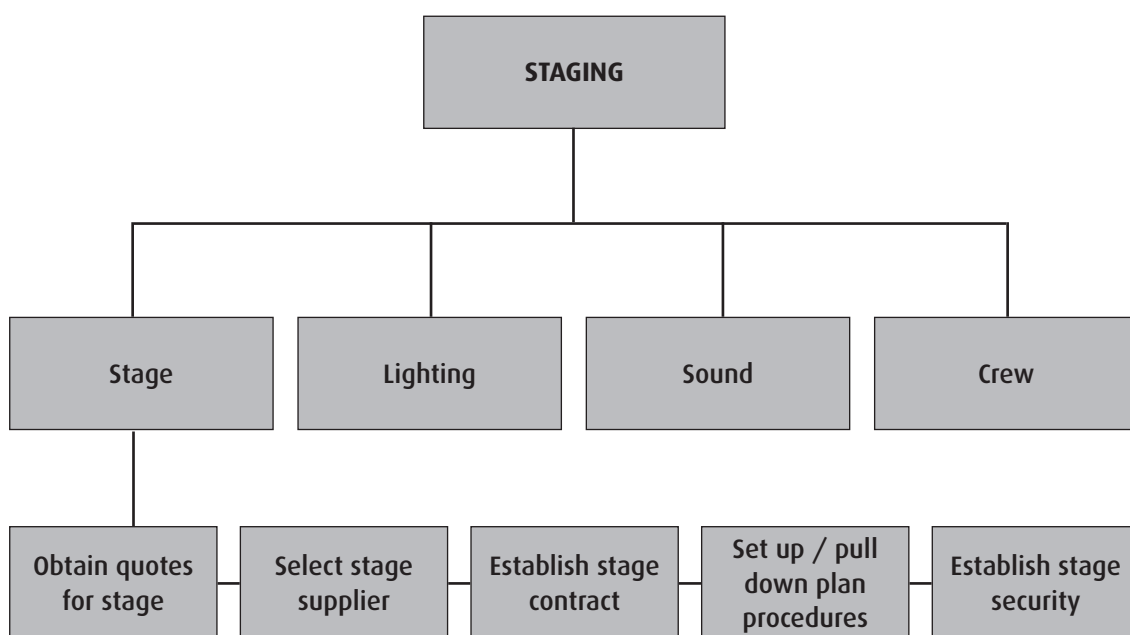 STAGING
Stage
Lighting
Sound
Crew
Obtain quotes
for stage
Select stage
supplier
Establish stage
contract
Set up / pull
down plan
procedures
Establish stage
security